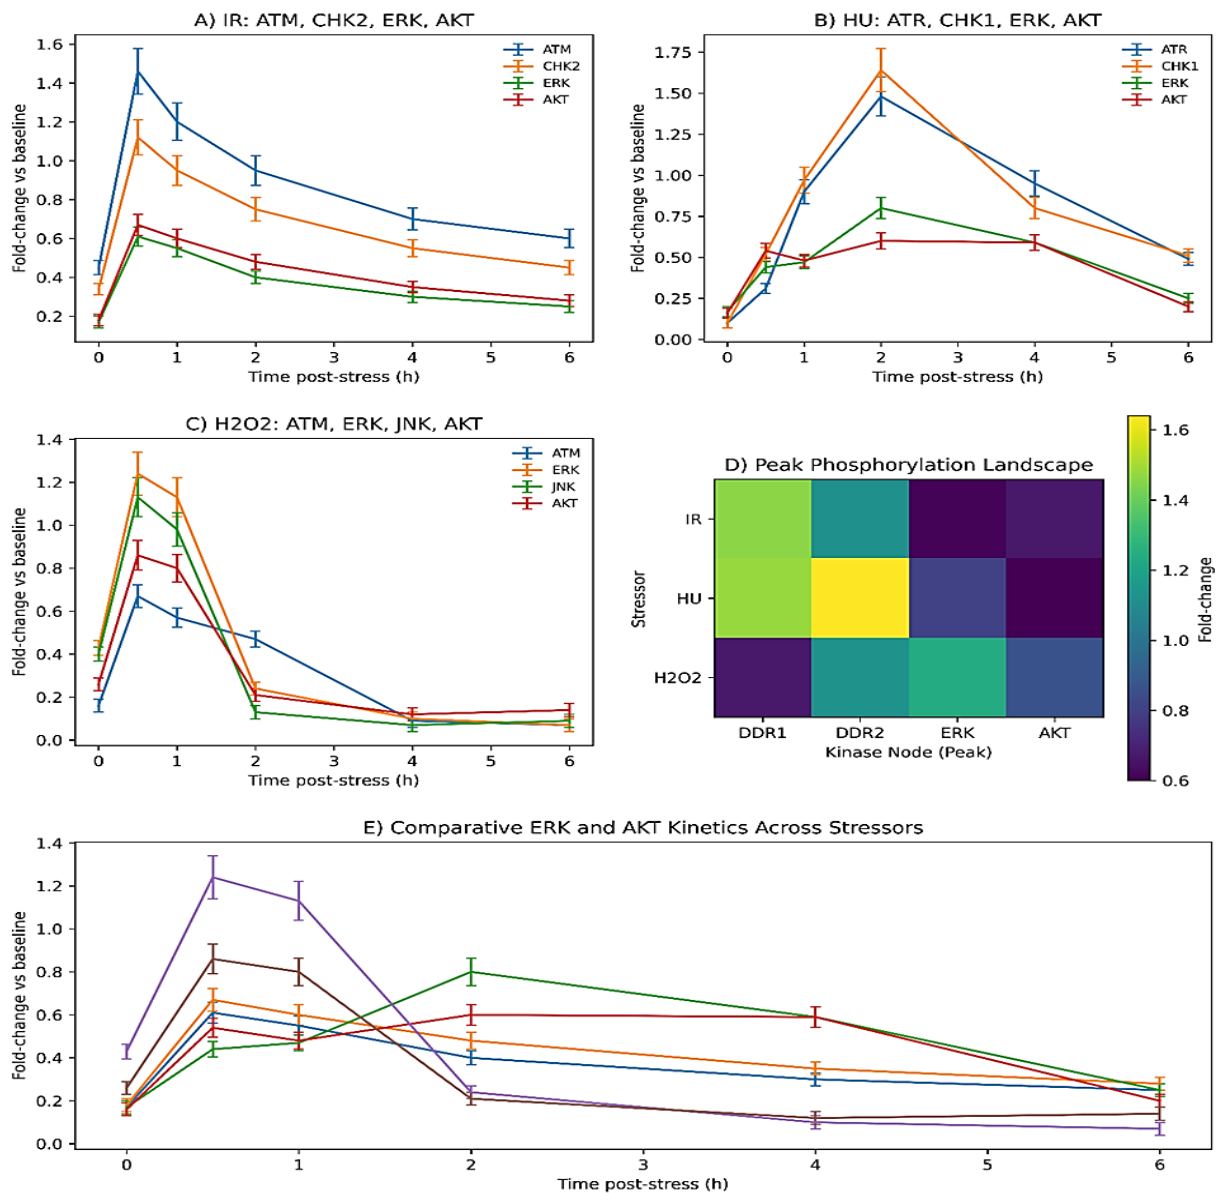 A) IR: ATM, CHK2, ERK, AKT
Fold-change vs baseline
1.6
1.4
1.2
1.0
0.8
0.6
0.4
0.2
ATM
CHK2
ERK
AKT
0 1 2 3 4 5 6
Time post-stress (h)
B) HU: ATR, CHK1, ERK, AKT
Fold-change vs baseline
1.75
1.50
1.25
1.00
0.75
0.50
0.25
0.00
ATR
CHK1
ERK
AKT
0 1 2 3 4 5 6
Time post-stress (h)
C) H2O2: ATM, ERK, JNK, AKT
Fold-change vs baseline
1.4
1.2
1.0
0.8
0.6
0.4
0.2
0.0
ATM
ERK
JNK
AKT
0 1 2 3 4 5 6
Time post-stress (h)
D) Peak Phosphorylation Landscape
Stressor
IR
HU
H2O2
DDR1 DDR2 ERK AKT
Kinase Node (Peak)
1.6
1.4
1.2
1.0
0.8
0.6
Fold-change
E) Comparative ERK and AKT Kinetics Across Stressors
Fold-change vs baseline
1.4
1.2
1.0
0.8
0.6
0.4
0.2
0.0
0 1 2 3 4 5 6
Time post-stress (h)